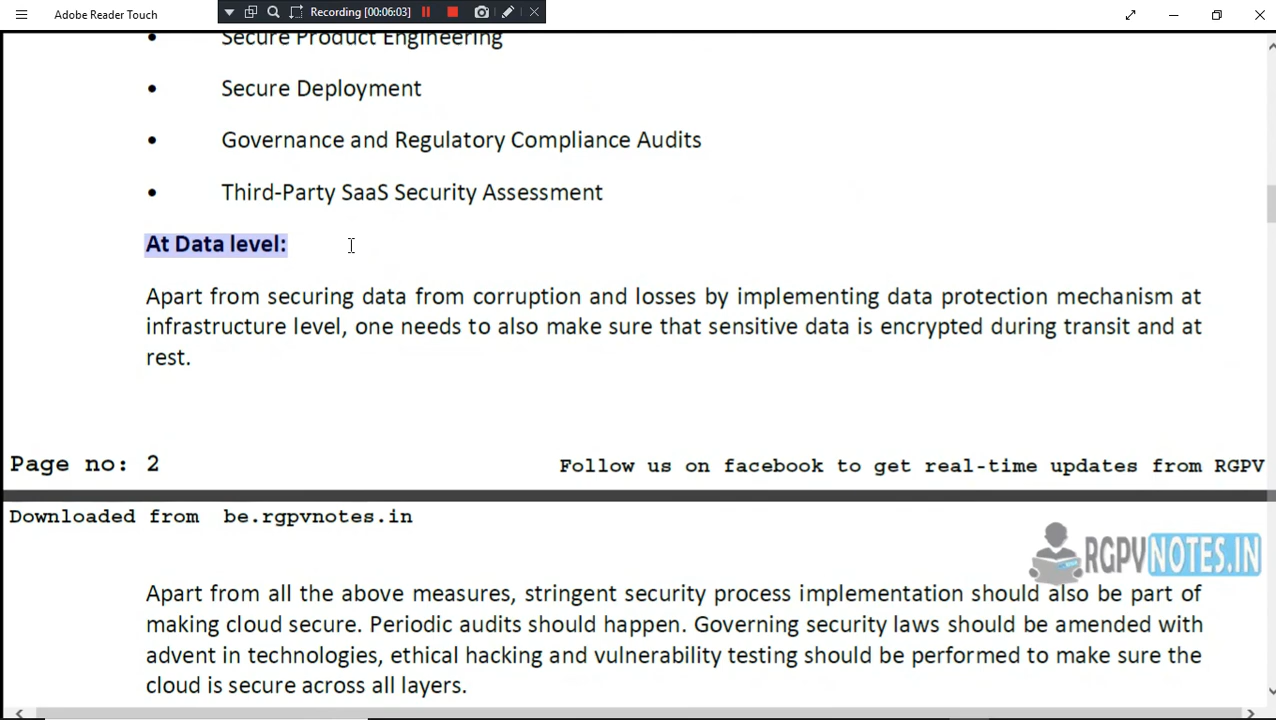 Adobe Reader Touch
Recording [00:06:03]
• Secure Product Engineering
• Secure Deployment
• Governance and Regulatory Compliance Audits
• Third-Party SaaS Security Assessment
At Data level:
Apart from securing data from corruption and losses by implementing data protection mechanism at
infrastructure level, one needs to also make sure that sensitive data is encrypted during transit and at
rest.
Page no: 2
Follow us on facebook to get real-time updates from RGPV
Downloaded from be.rgpvnotes.in
RGPVNOTES.IN
Apart from all the above measures, stringent security process implementation should also be part of
making cloud secure. Periodic audits should happen. Governing security laws should be amended with
advent in technologies, ethical hacking and vulnerability testing should be performed to make sure the
cloud is secure across all layers.